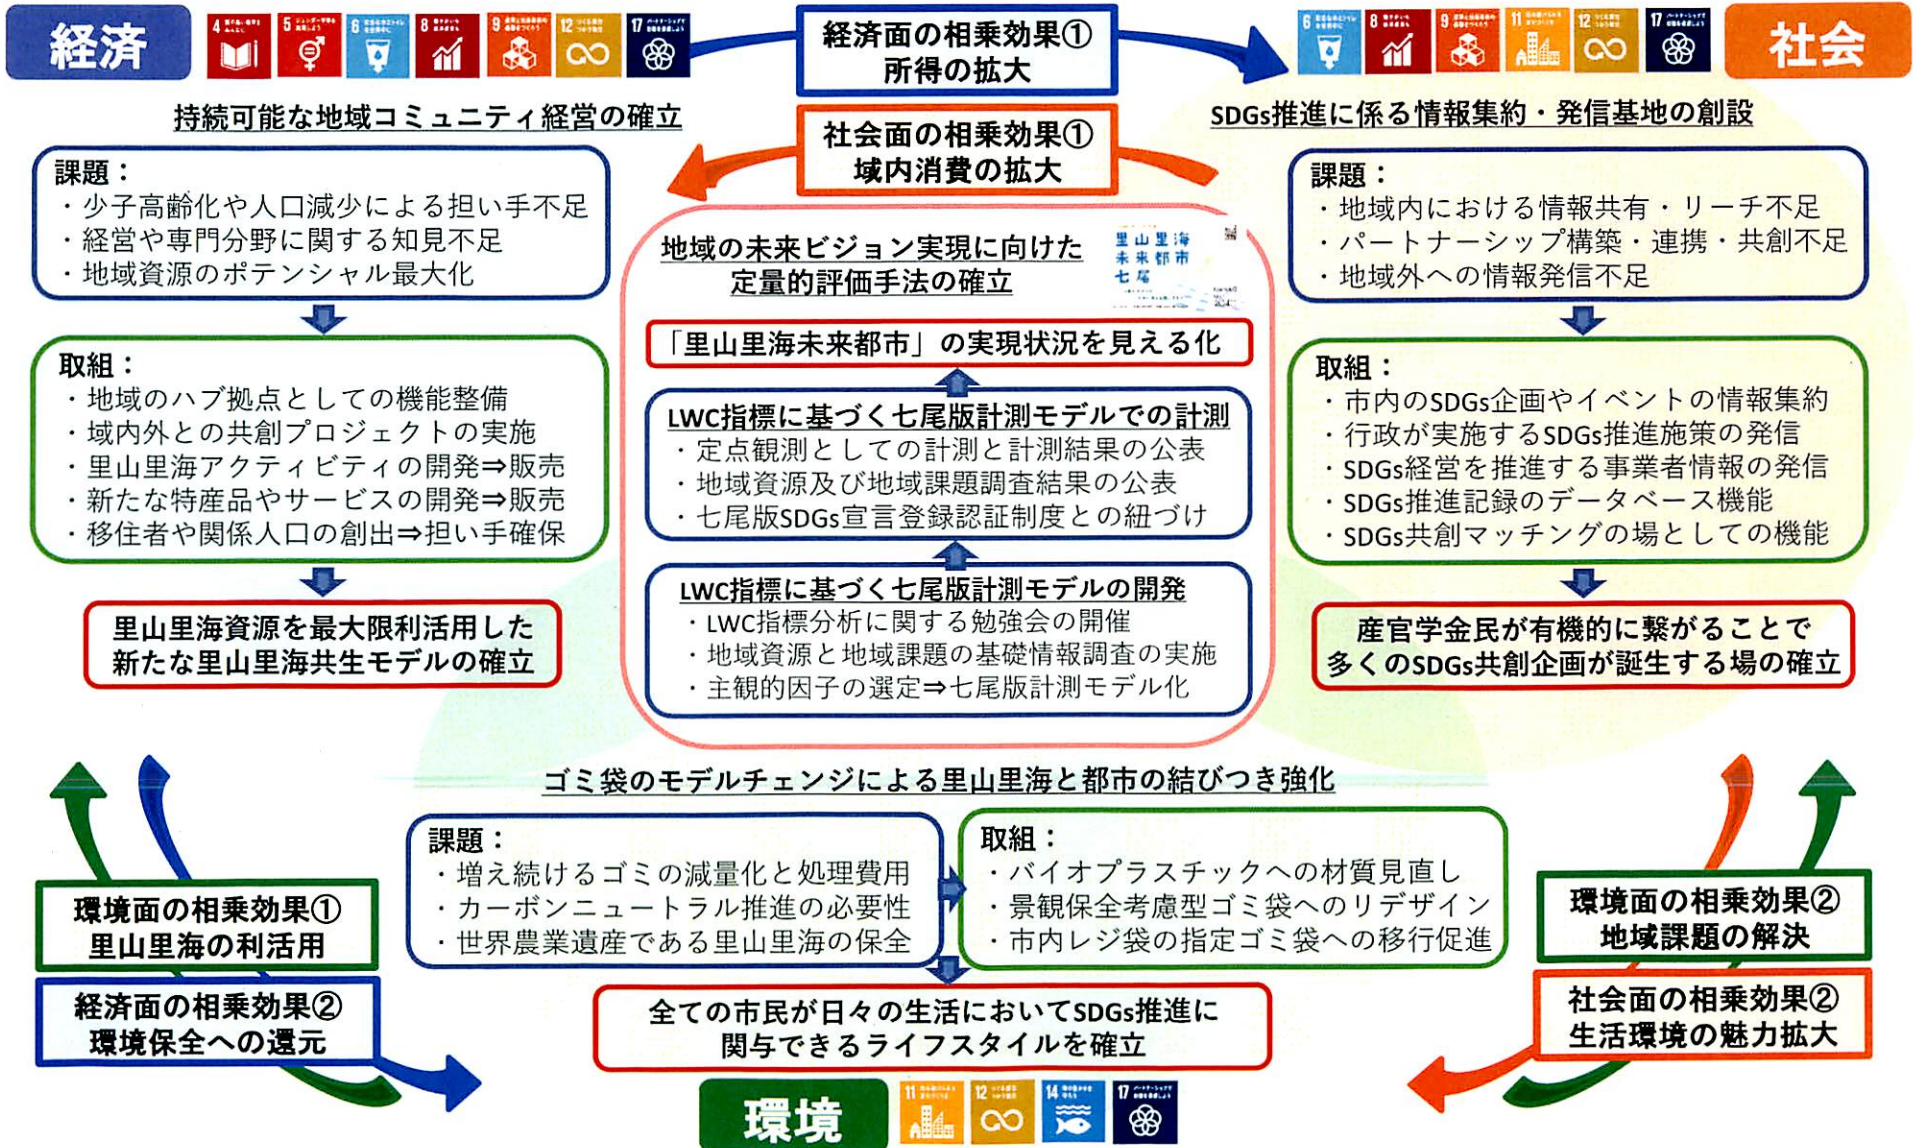 経済
4
5
6
8
9
12
17
経済面の相乗効果①
所得の拡大
6
8
9
11
12
17
社会
持続可能な地域コミュニティ経営の確立
社会面の相乗効果①
域内消費の拡大
SDGs推進に係る情報集約・発信基地の創設
課題：
・少子高齢化や人口減少による担い手不足
・経営や専門分野に関する知見不足
・地域資源のポテンシャル最大化
取組：
・地域のハブ拠点としての機能整備
・域内外との共創プロジェクトの実施
・里山里海アクティビティの開発⇒販売
・新たな特産品やサービスの開発⇒販売
・移住者や関係人口の創出⇒担い手確保
里山里海資源を最大限利活用した
新たな里山里海共生モデルの確立
地域の未来ビジョン実現に向けた
定量的評価手法の確立
里山里海
未来都市
七尾
「里山里海未来都市」の実現状況を見える化
LWC指標に基づく七尾版計測モデルでの計測
・定点観測としての計測と計測結果の公表
・地域資源及び地域課題調査結果の公表
・七尾版SDGs宣言登録認証制度との紐づけ
LWC指標に基づく七尾版計測モデルの開発
・LWC指標分析に関する勉強会の開催
・地域資源と地域課題の基礎情報調査の実施
・主観的因子の選定⇒七尾版計測モデル化
課題：
・地域内における情報共有・リーチ不足
・パートナーシップ構築・連携・共創不足
・地域外への情報発信不足
取組：
・市内のSDGs企画やイベントの情報集約
・行政が実施するSDGs推進施策の発信
・SDGs経営を推進する事業者情報の発信
・SDGs推進記録のデータベース機能
・SDGs共創マッチングの場としての機能
産官学金民が有機的に繋がることで
多くのSDGs共創企画が誕生する場の確立
ゴミ袋のモデルチェンジによる里山里海と都市の結びつき強化
課題：
・増え続けるゴミの減量化と処理費用
・カーボンニュートラル推進の必要性
・世界農業遺産である里山里海の保全
取組：
・バイオプラスチックへの材質見直し
・景観保全考慮型ゴミ袋へのリデザイン
・市内レジ袋の指定ゴミ袋への移行促進
環境面の相乗効果①
里山里海の利活用
経済面の相乗効果②
環境保全への還元
環境面の相乗効果②
地域課題の解決
社会面の相乗効果②
生活環境の魅力拡大
全ての市民が日々の生活においてSDGs推進に
関与できるライフスタイルを確立
環境
11
12
14
17